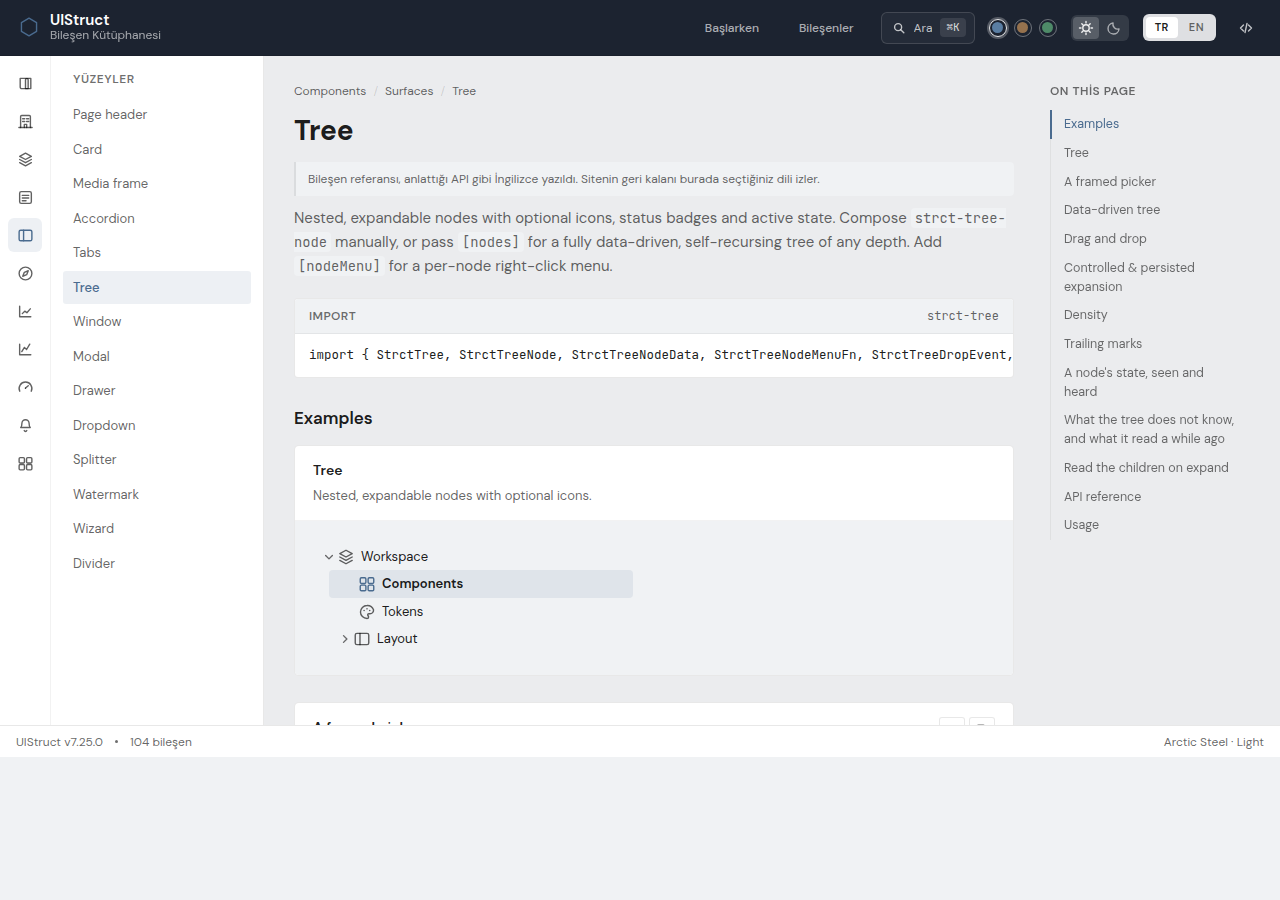 UIStruct
Bileşen Kütüphanesi
Başlarken
Bileşenler
Ara
⌘K
TR
EN
YÜZEYLER
Page header
Card
Media frame
Accordion
Tabs
Tree
Window
Modal
Drawer
Dropdown
Splitter
Watermark
Wizard
Divider
Components / Surfaces / Tree
Tree
Bileşen referansı, anlattığı API gibi İngilizce yazıldı. Sitenin geri kalanı burada seçtiğiniz dili izler.
Nested, expandable nodes with optional icons, status badges and active state. Compose strct-tree-
node manually, or pass [nodes] for a fully data-driven, self-recursing tree of any depth. Add
[nodeMenu] for a per-node right-click menu.
IMPORT
strct-tree
import { StrctTree, StrctTreeNode, StrctTreeNodeData, StrctTreeNodeMenuFn, StrctTreeDropEvent,
Examples
Tree
Nested, expandable nodes with optional icons.
Workspace
Components
Tokens
Layout
ON THİS PAGE
Examples
Tree
A framed picker
Data-driven tree
Drag and drop
Controlled & persisted
expansion
Density
Trailing marks
A node's state, seen and
heard
What the tree does not know,
and what it read a while ago
Read the children on expand
API reference
Usage
UIStruct v7.25.0 • 104 bileşen
Arctic Steel · Light